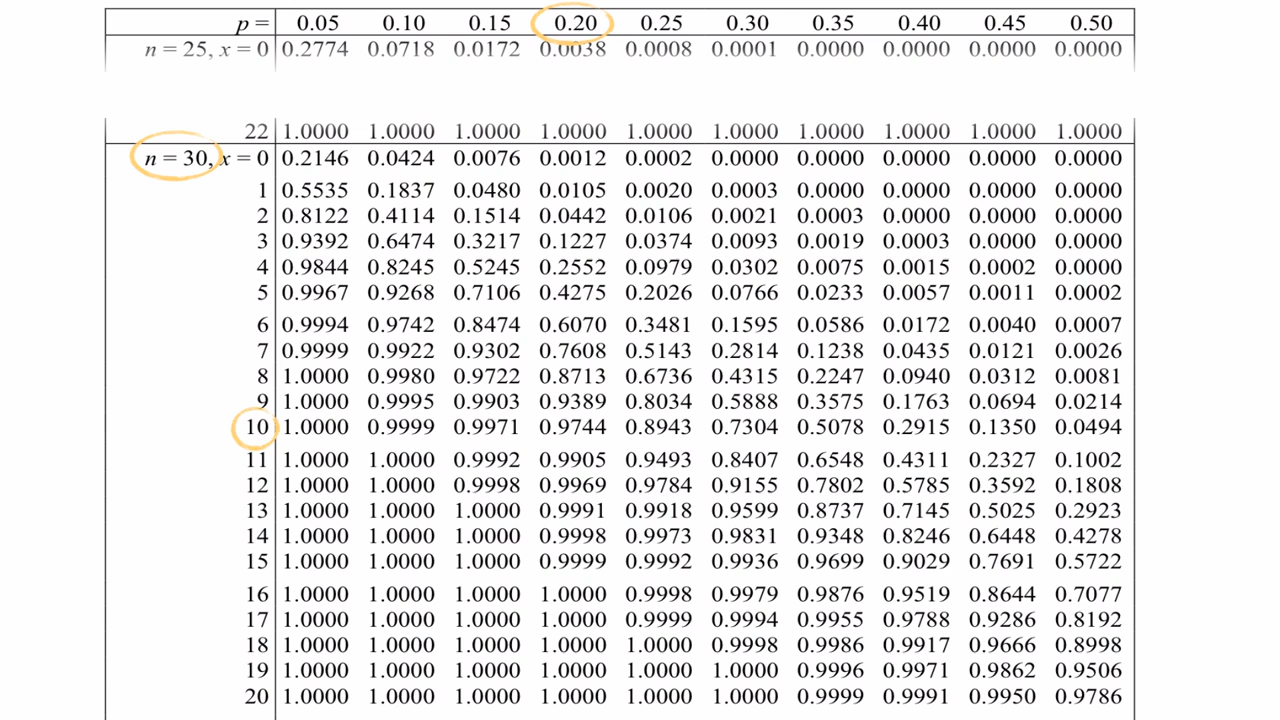 p = 0.05 0.10 0.15 0.20 0.25 0.30 0.35 0.40 0.45 0.50
n = 25, x = 0 0.2774 0.0718 0.0172 0.0038 0.0008 0.0001 0.0000 0.0000 0.0000 0.0000
22 1.0000 1.0000 1.0000 1.0000 1.0000 1.0000 1.0000 1.0000 1.0000 1.0000
n = 30, x = 0 0.2146 0.0424 0.0076 0.0012 0.0002 0.0000 0.0000 0.0000 0.0000 0.0000
1 0.5535 0.1837 0.0480 0.0105 0.0020 0.0003 0.0000 0.0000 0.0000 0.0000
2 0.8122 0.4114 0.1514 0.0442 0.0106 0.0021 0.0003 0.0000 0.0000 0.0000
3 0.9392 0.6474 0.3217 0.1227 0.0374 0.0093 0.0019 0.0003 0.0000 0.0000
4 0.9844 0.8245 0.5245 0.2552 0.0979 0.0302 0.0075 0.0015 0.0002 0.0000
5 0.9967 0.9268 0.7106 0.4275 0.2026 0.0766 0.0233 0.0057 0.0011 0.0002
6 0.9994 0.9742 0.8474 0.6070 0.3481 0.1595 0.0586 0.0172 0.0040 0.0007
7 0.9999 0.9922 0.9302 0.7608 0.5143 0.2814 0.1238 0.0435 0.0121 0.0026
8 1.0000 0.9980 0.9722 0.8713 0.6736 0.4315 0.2247 0.0940 0.0312 0.0081
9 1.0000 0.9995 0.9903 0.9389 0.8034 0.5888 0.3575 0.1763 0.0694 0.0214
10 1.0000 0.9999 0.9971 0.9744 0.8943 0.7304 0.5078 0.2915 0.1350 0.0494
11 1.0000 1.0000 0.9992 0.9905 0.9493 0.8407 0.6548 0.4311 0.2327 0.1002
12 1.0000 1.0000 0.9998 0.9969 0.9784 0.9155 0.7802 0.5785 0.3592 0.1808
13 1.0000 1.0000 1.0000 0.9991 0.9918 0.9599 0.8737 0.7145 0.5025 0.2923
14 1.0000 1.0000 1.0000 0.9998 0.9973 0.9831 0.9348 0.8246 0.6448 0.4278
15 1.0000 1.0000 1.0000 0.9999 0.9992 0.9936 0.9699 0.9029 0.7691 0.5722
16 1.0000 1.0000 1.0000 1.0000 0.9998 0.9979 0.9876 0.9519 0.8644 0.7077
17 1.0000 1.0000 1.0000 1.0000 0.9999 0.9994 0.9955 0.9788 0.9286 0.8192
18 1.0000 1.0000 1.0000 1.0000 1.0000 0.9998 0.9986 0.9917 0.9666 0.8998
19 1.0000 1.0000 1.0000 1.0000 1.0000 1.0000 0.9996 0.9971 0.9862 0.9506
20 1.0000 1.0000 1.0000 1.0000 1.0000 1.0000 0.9999 0.9991 0.9950 0.9786